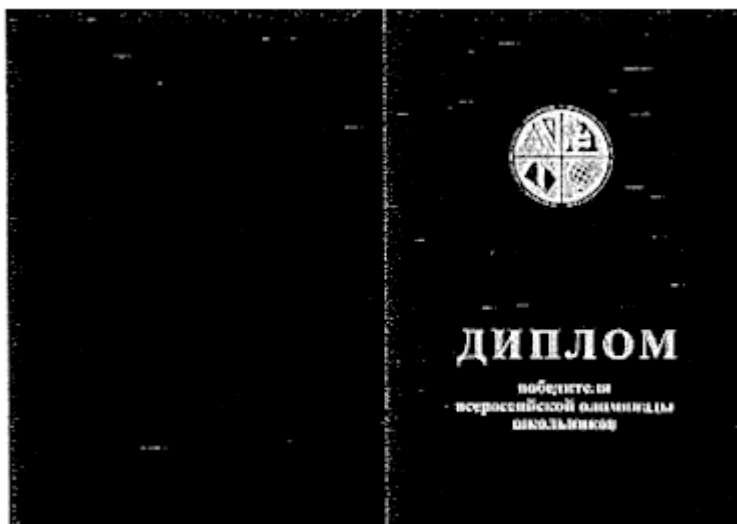 ДИПЛОМ
победителя
всероссийской олимпиады
школьников